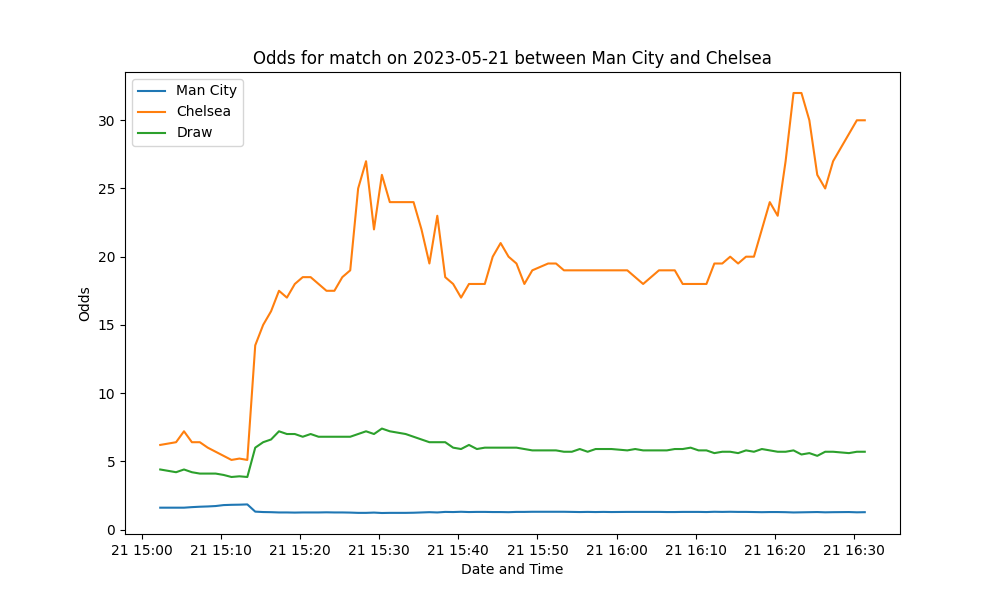 Odds for match on 2023-05-21 between Man City and Chelsea
Man City
Chelsea
Draw
Odds
30
25
20
15
10
5
0
21 15:00 21 15:10 21 15:20 21 15:30 21 15:40 21 15:50 21 16:00 21 16:10 21 16:20 21 16:30
Date and Time